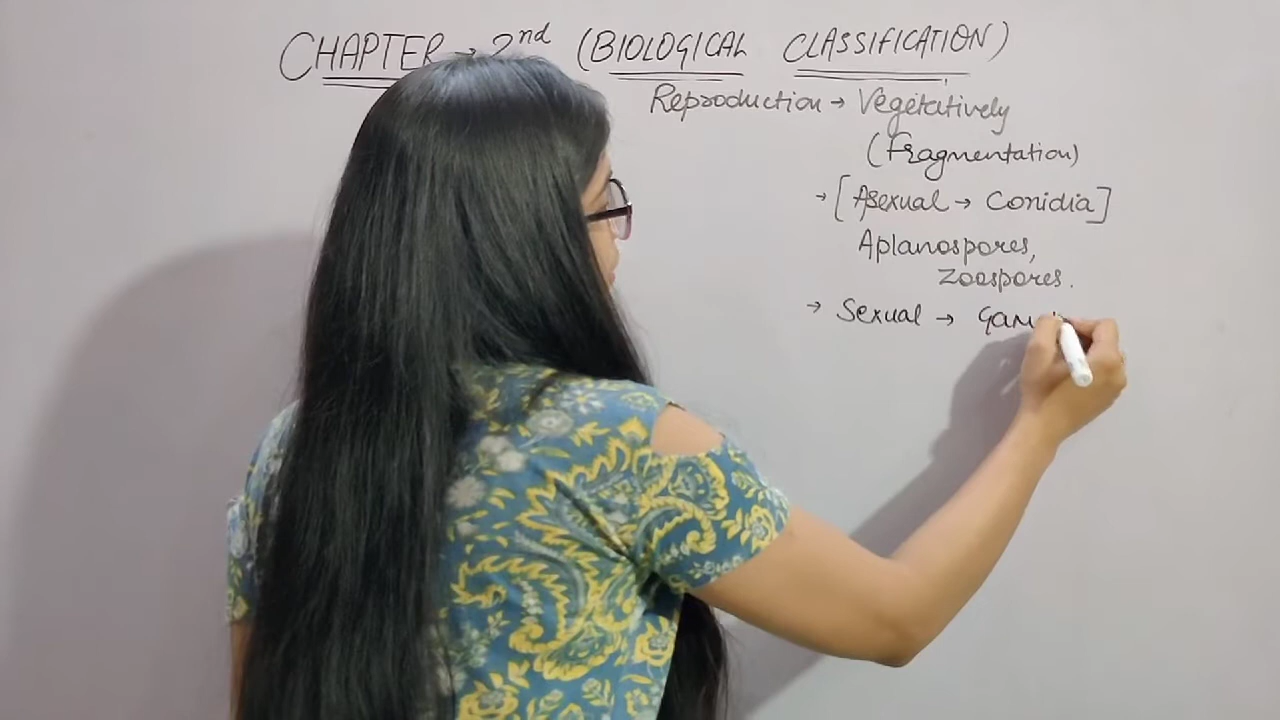 CHAPTER → 2nd (BIOLOGICAL CLASSIFICATION)
Reproduction → Vegetatively
(fragmentation)
→ [Asexual → Conidia]
Aplanospores,
Zoospores.
→ Sexual →